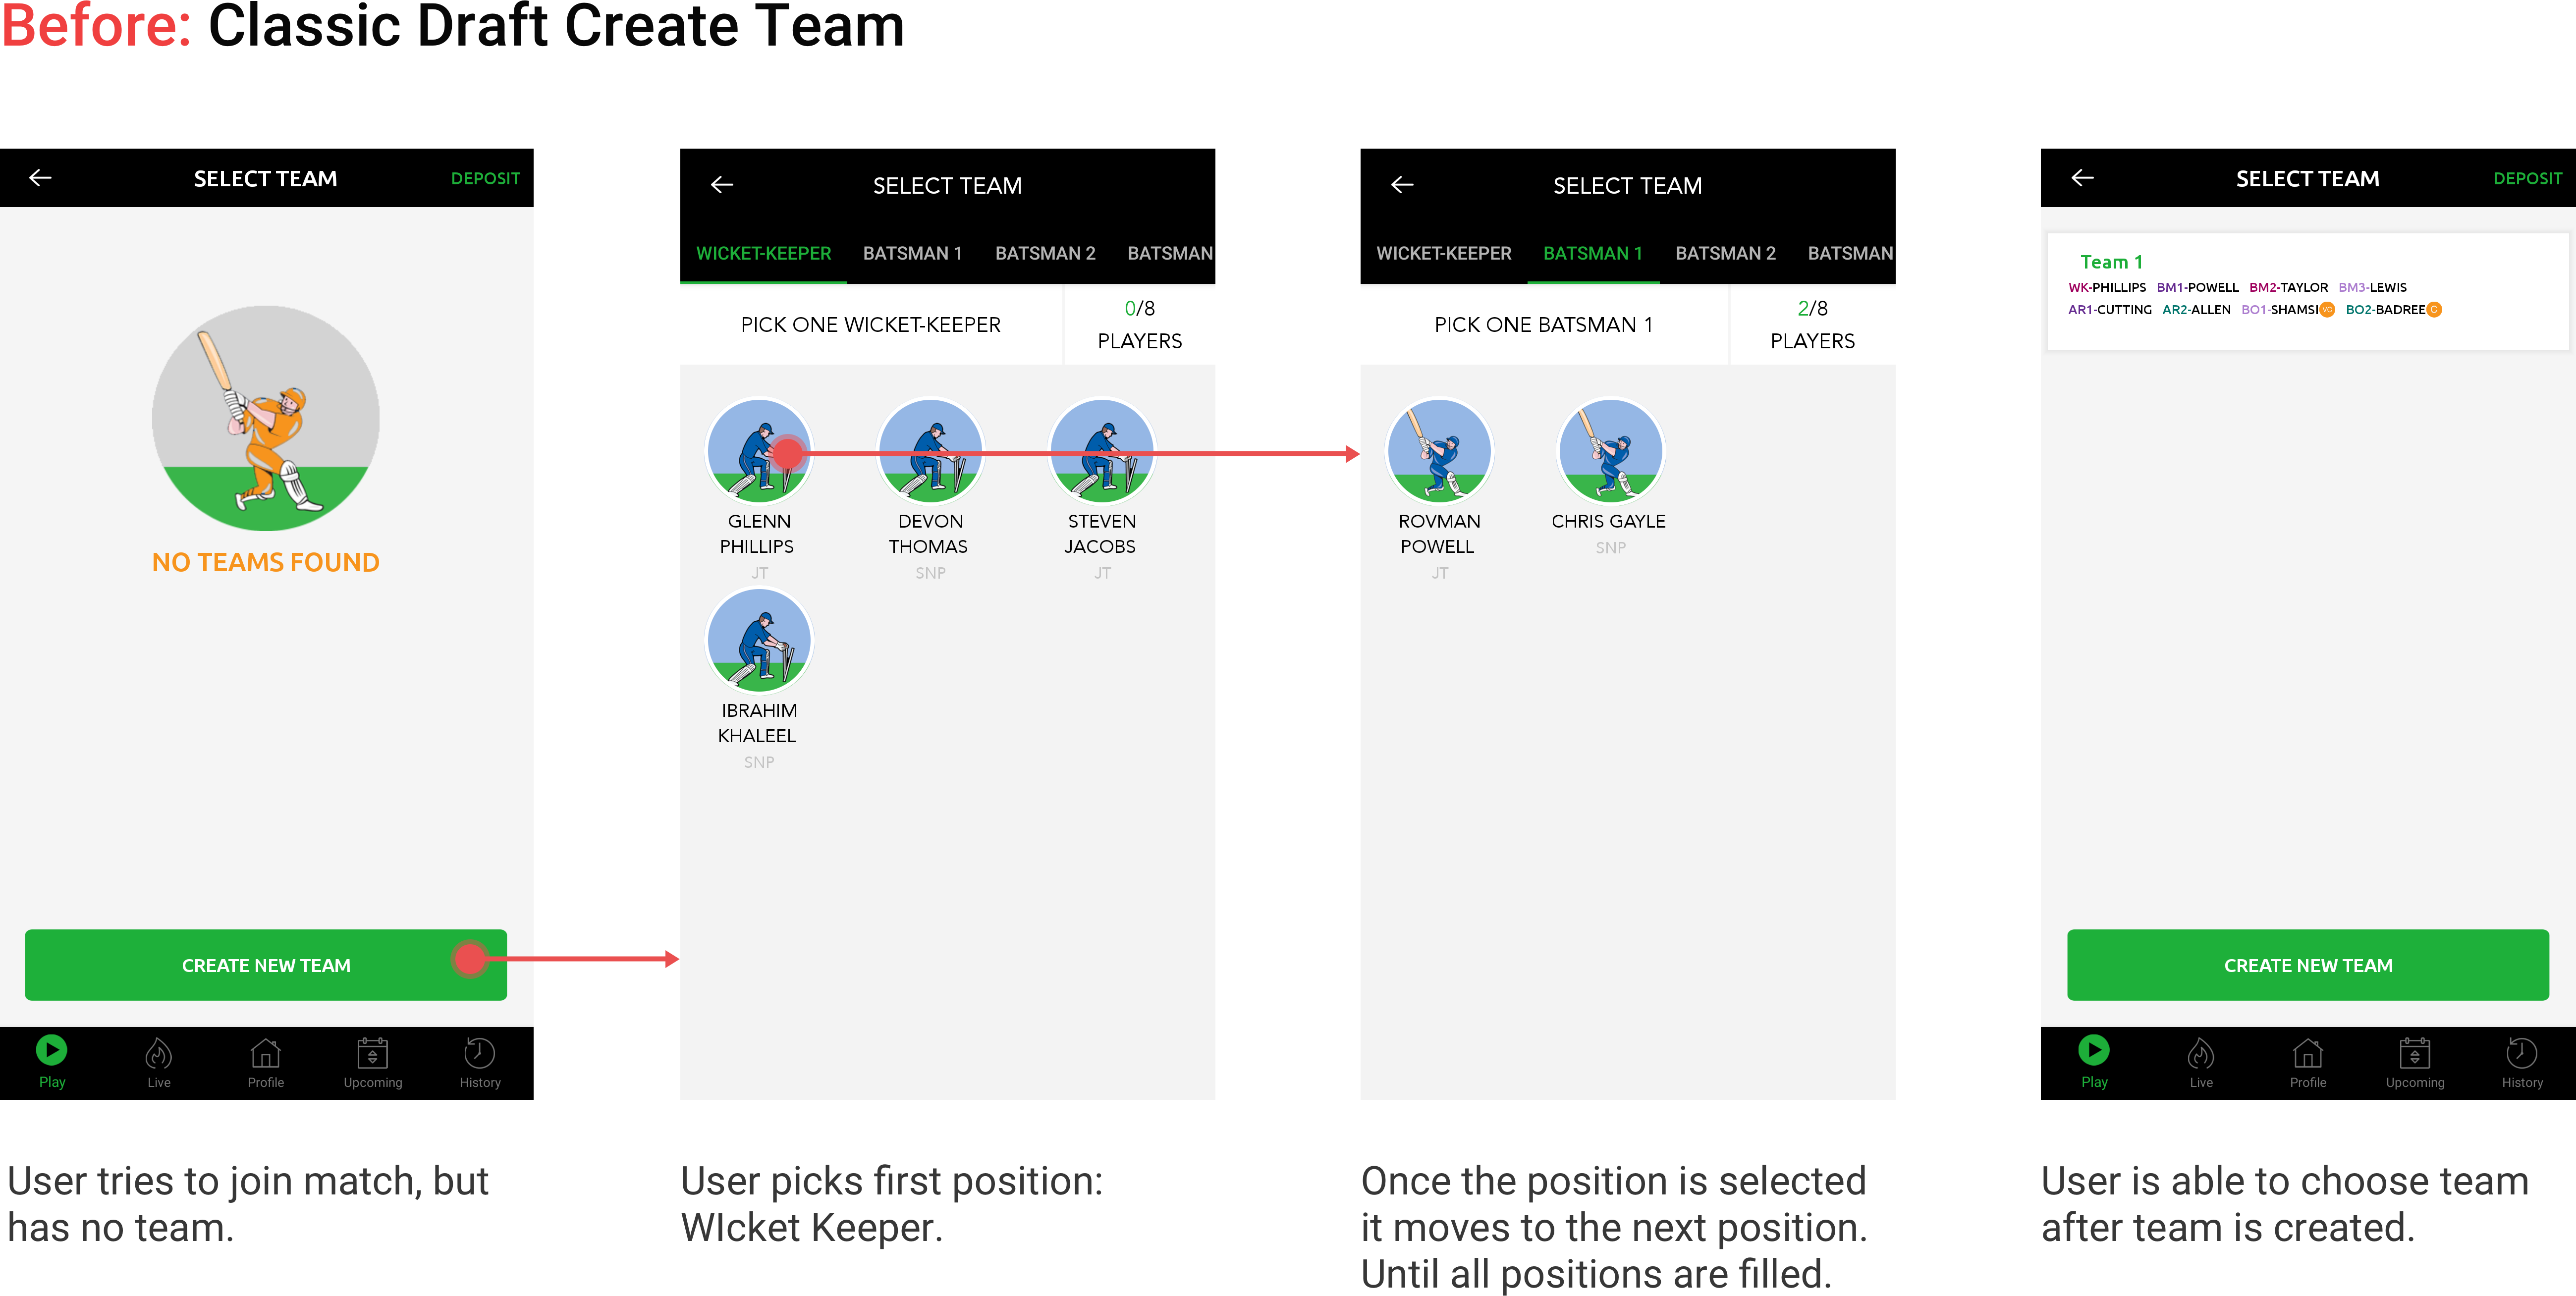 Before: Classic Draft Create Team
SELECT TEAM
DEPOSIT
NO TEAMS FOUND
CREATE NEW TEAM
Play
Live
Profile
Upcoming
History
User tries to join match, but
has no team.
SELECT TEAM
WICKET-KEEPER
BATSMAN 1
BATSMAN 2
BATSMAN
PICK ONE WICKET-KEEPER
0/8
PLAYERS
GLENN
PHILLIPS
JT
DEVON
THOMAS
SNP
STEVEN
JACOBS
JT
IBRAHIM
KHALEEL
SNP
User picks first position:
WIcket Keeper.
SELECT TEAM
WICKET-KEEPER
BATSMAN 1
BATSMAN 2
BATSMAN
PICK ONE BATSMAN 1
2/8
PLAYERS
ROVMAN
POWELL
JT
CHRIS GAYLE
SNP
Once the position is selected
it moves to the next position.
Until all positions are filled.
SELECT TEAM
DEPOSIT
Team 1
WK-PHILLIPS BM1-POWELL BM2-TAYLOR BM3-LEWIS
AR1-CUTTING AR2-ALLEN BO1-SHAMSI VC BO2-BADREE C
CREATE NEW TEAM
Play
Live
Profile
Upcoming
History
User is able to choose team
after team is created.